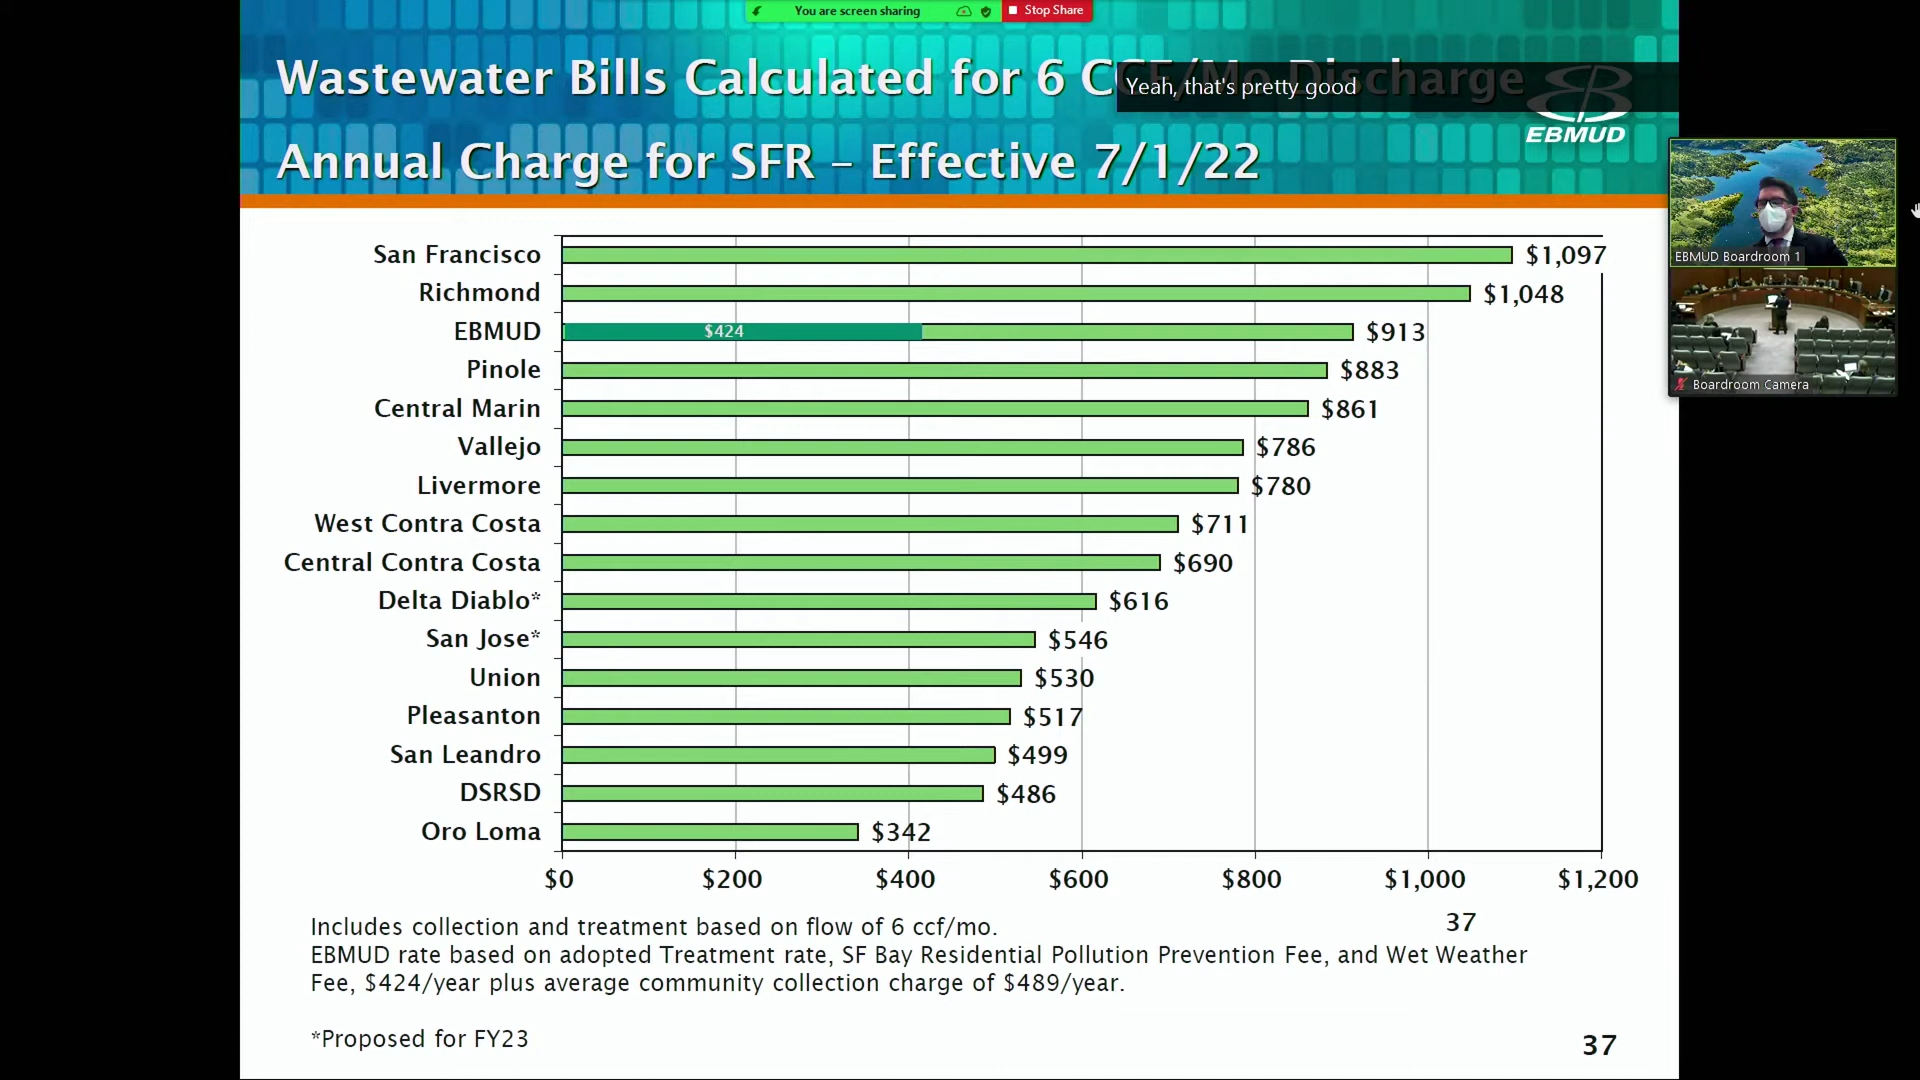 You are screen sharing
Stop Share
Wastewater Bills Calculated for 6 CCF/Mo Discharge
Yeah, that's pretty good
EBMUD
Annual Charge for SFR – Effective 7/1/22
EBMUD Boardroom 1
Boardroom Camera
San Francisco $1,097
Richmond $1,048
EBMUD $424 $913
Pinole $883
Central Marin $861
Vallejo $786
Livermore $780
West Contra Costa $711
Central Contra Costa $690
Delta Diablo* $616
San Jose* $546
Union $530
Pleasanton $517
San Leandro $499
DSRSD $486
Oro Loma $342
$0 $200 $400 $600 $800 $1,000 $1,200
37
Includes collection and treatment based on flow of 6 ccf/mo.
EBMUD rate based on adopted Treatment rate, SF Bay Residential Pollution Prevention Fee, and Wet Weather
Fee, $424/year plus average community collection charge of $489/year.
*Proposed for FY23
37